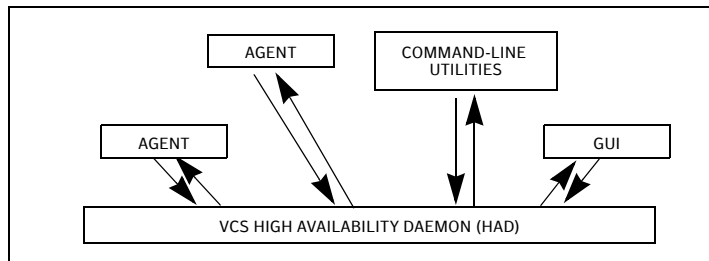 AGENT
COMMAND-LINE
UTILITIES
AGENT
GUI
VCS HIGH AVAILABILITY DAEMON (HAD)